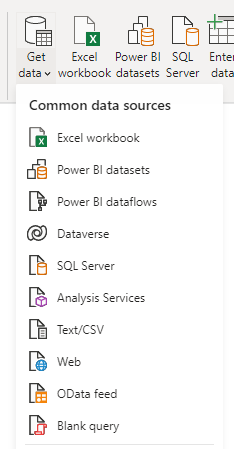 Get data
Excel workbook
Power BI datasets
SQL Server
Enter data
Common data sources
Excel workbook
Power BI datasets
Power BI dataflows
Dataverse
SQL Server
Analysis Services
Text/CSV
Web
OData feed
Blank query